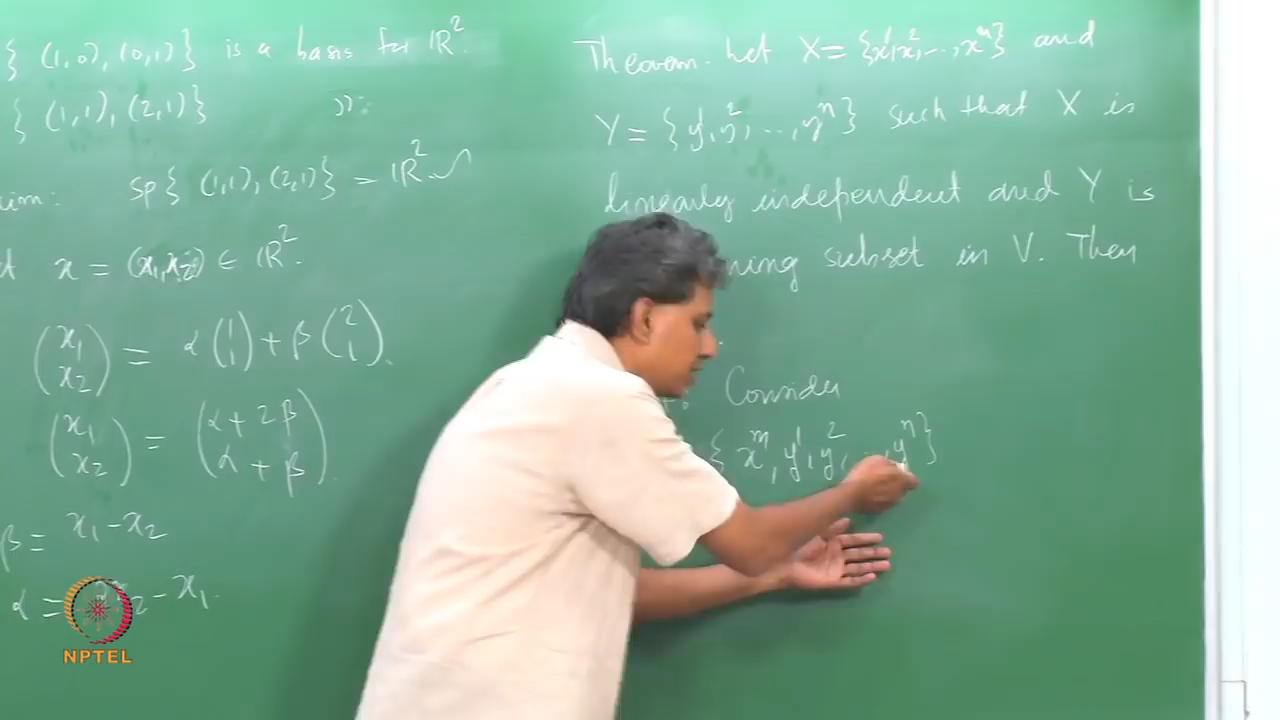 { (1,0), (0,1) } is a basis for ℝ².
{ (1,1), (2,1) } ":
sp{ (1,1), (2,1) } = ℝ².
x = (x₁,x₂) ∈ ℝ².
(x₁ x₂) = α (1 1) + β (2 1).
(x₁ x₂) = (α + 2β α + β).
β = x₁ - x₂
α = 2x₂ - x₁.
Theorem. Let X = {x¹, x², .., xᵐ} and
Y = {y¹, y², .., yⁿ} such that X is
linearly independent and Y is
subset in V. Then
Consider
{ xᵐ, y¹, y², .., yⁿ }
NPTEL